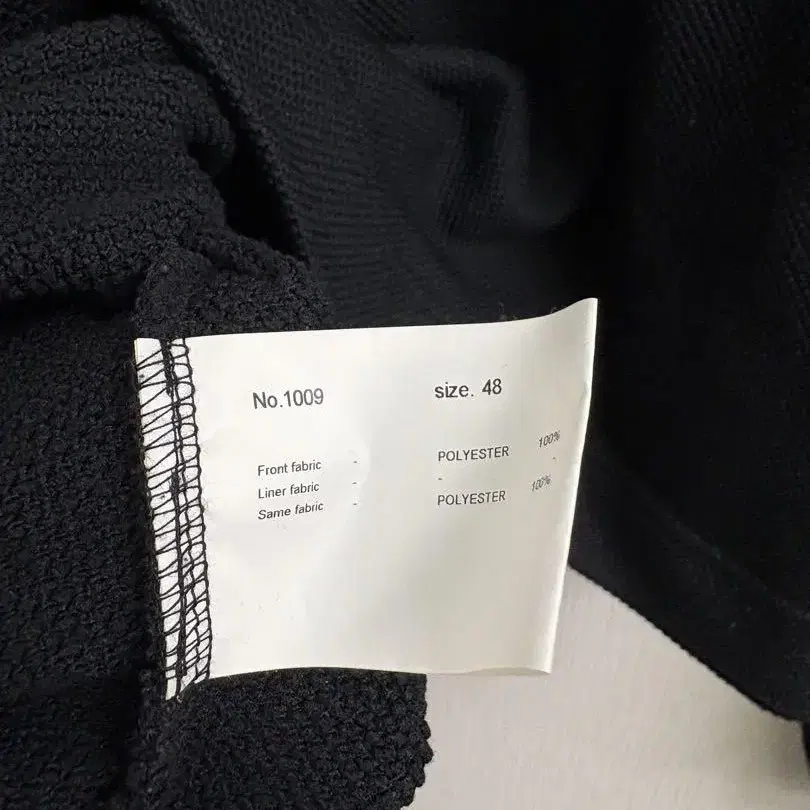 No.1009 size. 48
Front fabric - POLYESTER 100%
Liner fabric - - -
Same fabric - POLYESTER 100%